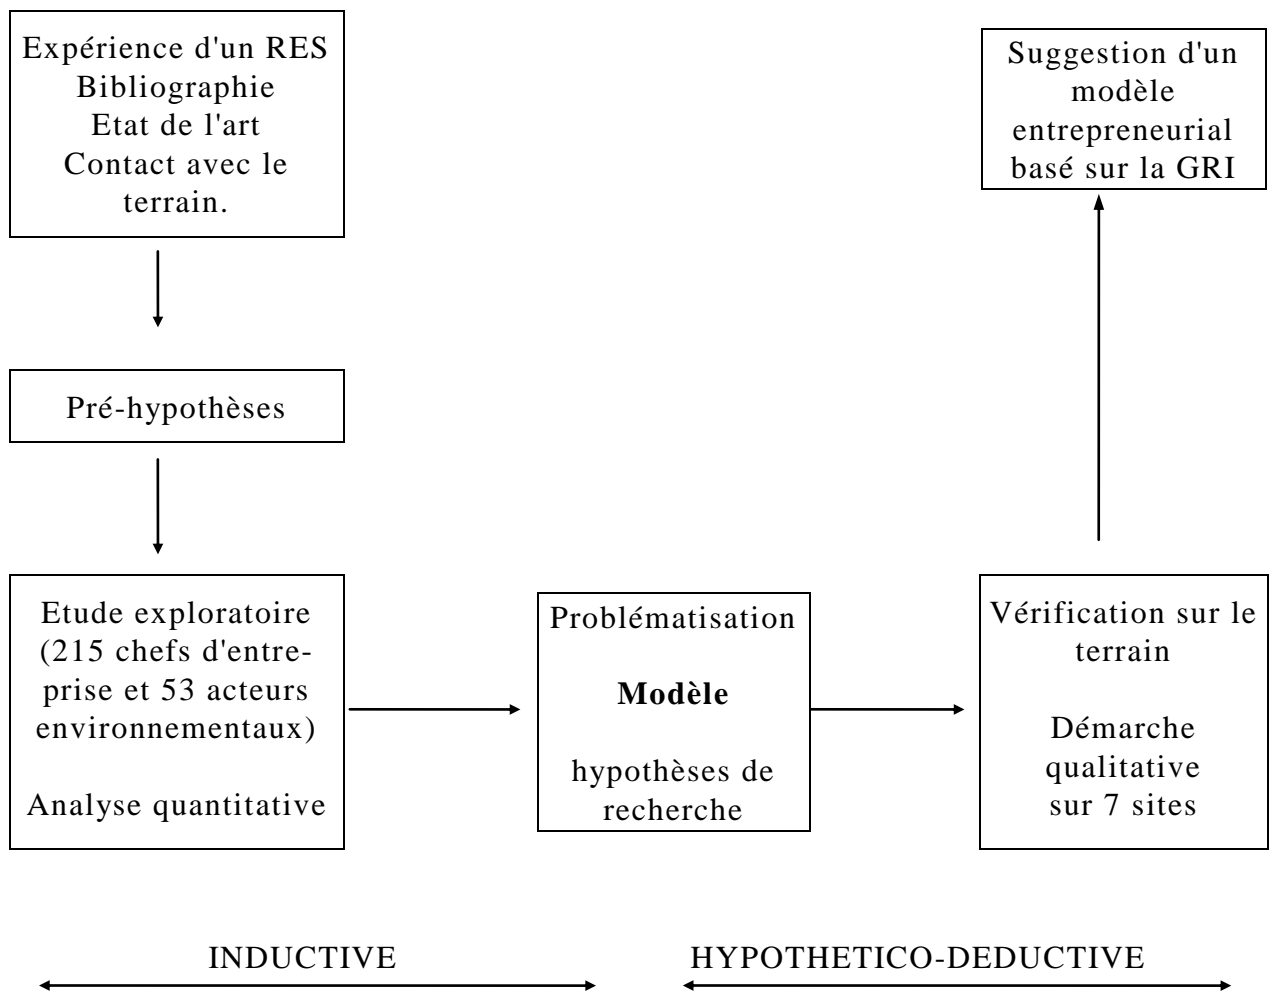 Expérience d'un RES
Bibliographie
Etat de l'art
Contact avec le
terrain.
Pré-hypothèses
Etude exploratoire
(215 chefs d'entre-
prise et 53 acteurs
environnementaux)
Analyse quantitative
Problématisation
Modèle
hypothèses de
recherche
Vérification sur le
terrain
Démarche
qualitative
sur 7 sites
Suggestion d'un
modèle
entrepreneurial
basé sur la GRI
INDUCTIVE
HYPOTHETICO-DEDUCTIVE